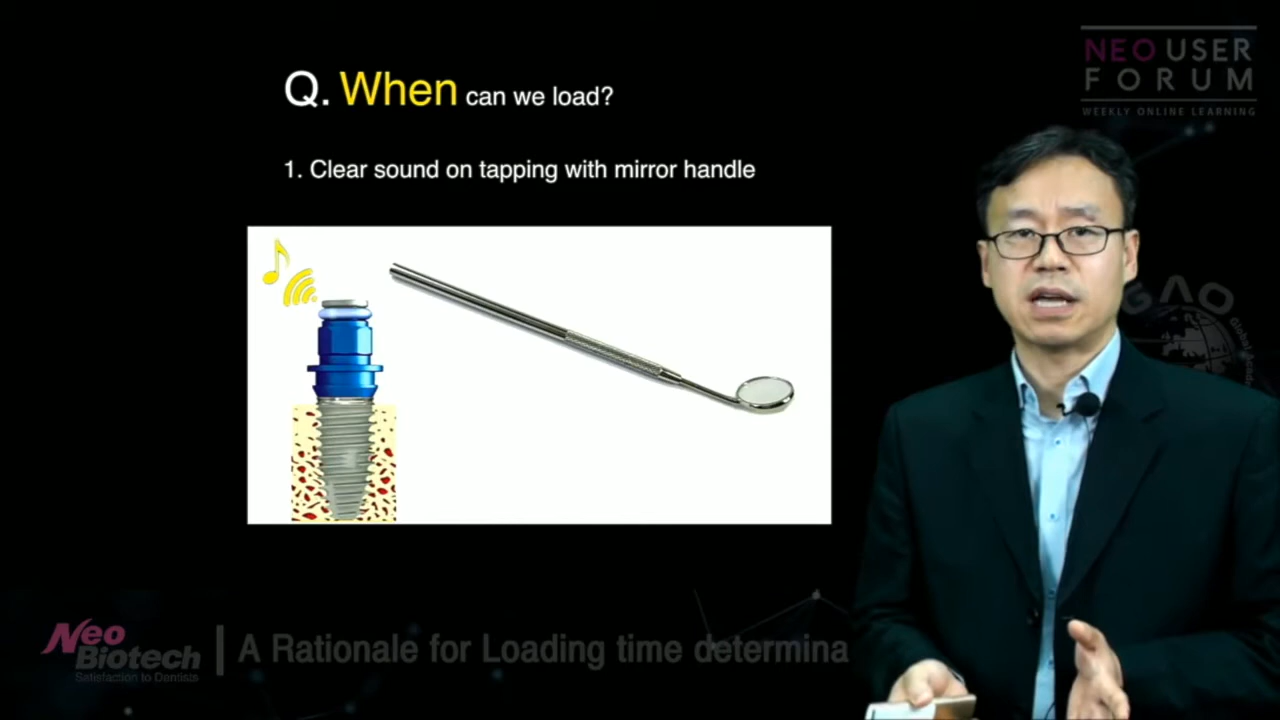 Q. When can we load?
NEO USER
FORUM
WEEKLY ONLINE LEARNING
1. Clear sound on tapping with mirror handle
GAO
Neo
Biotech
Satisfaction to Dentists
A Rationale for Loading time determina